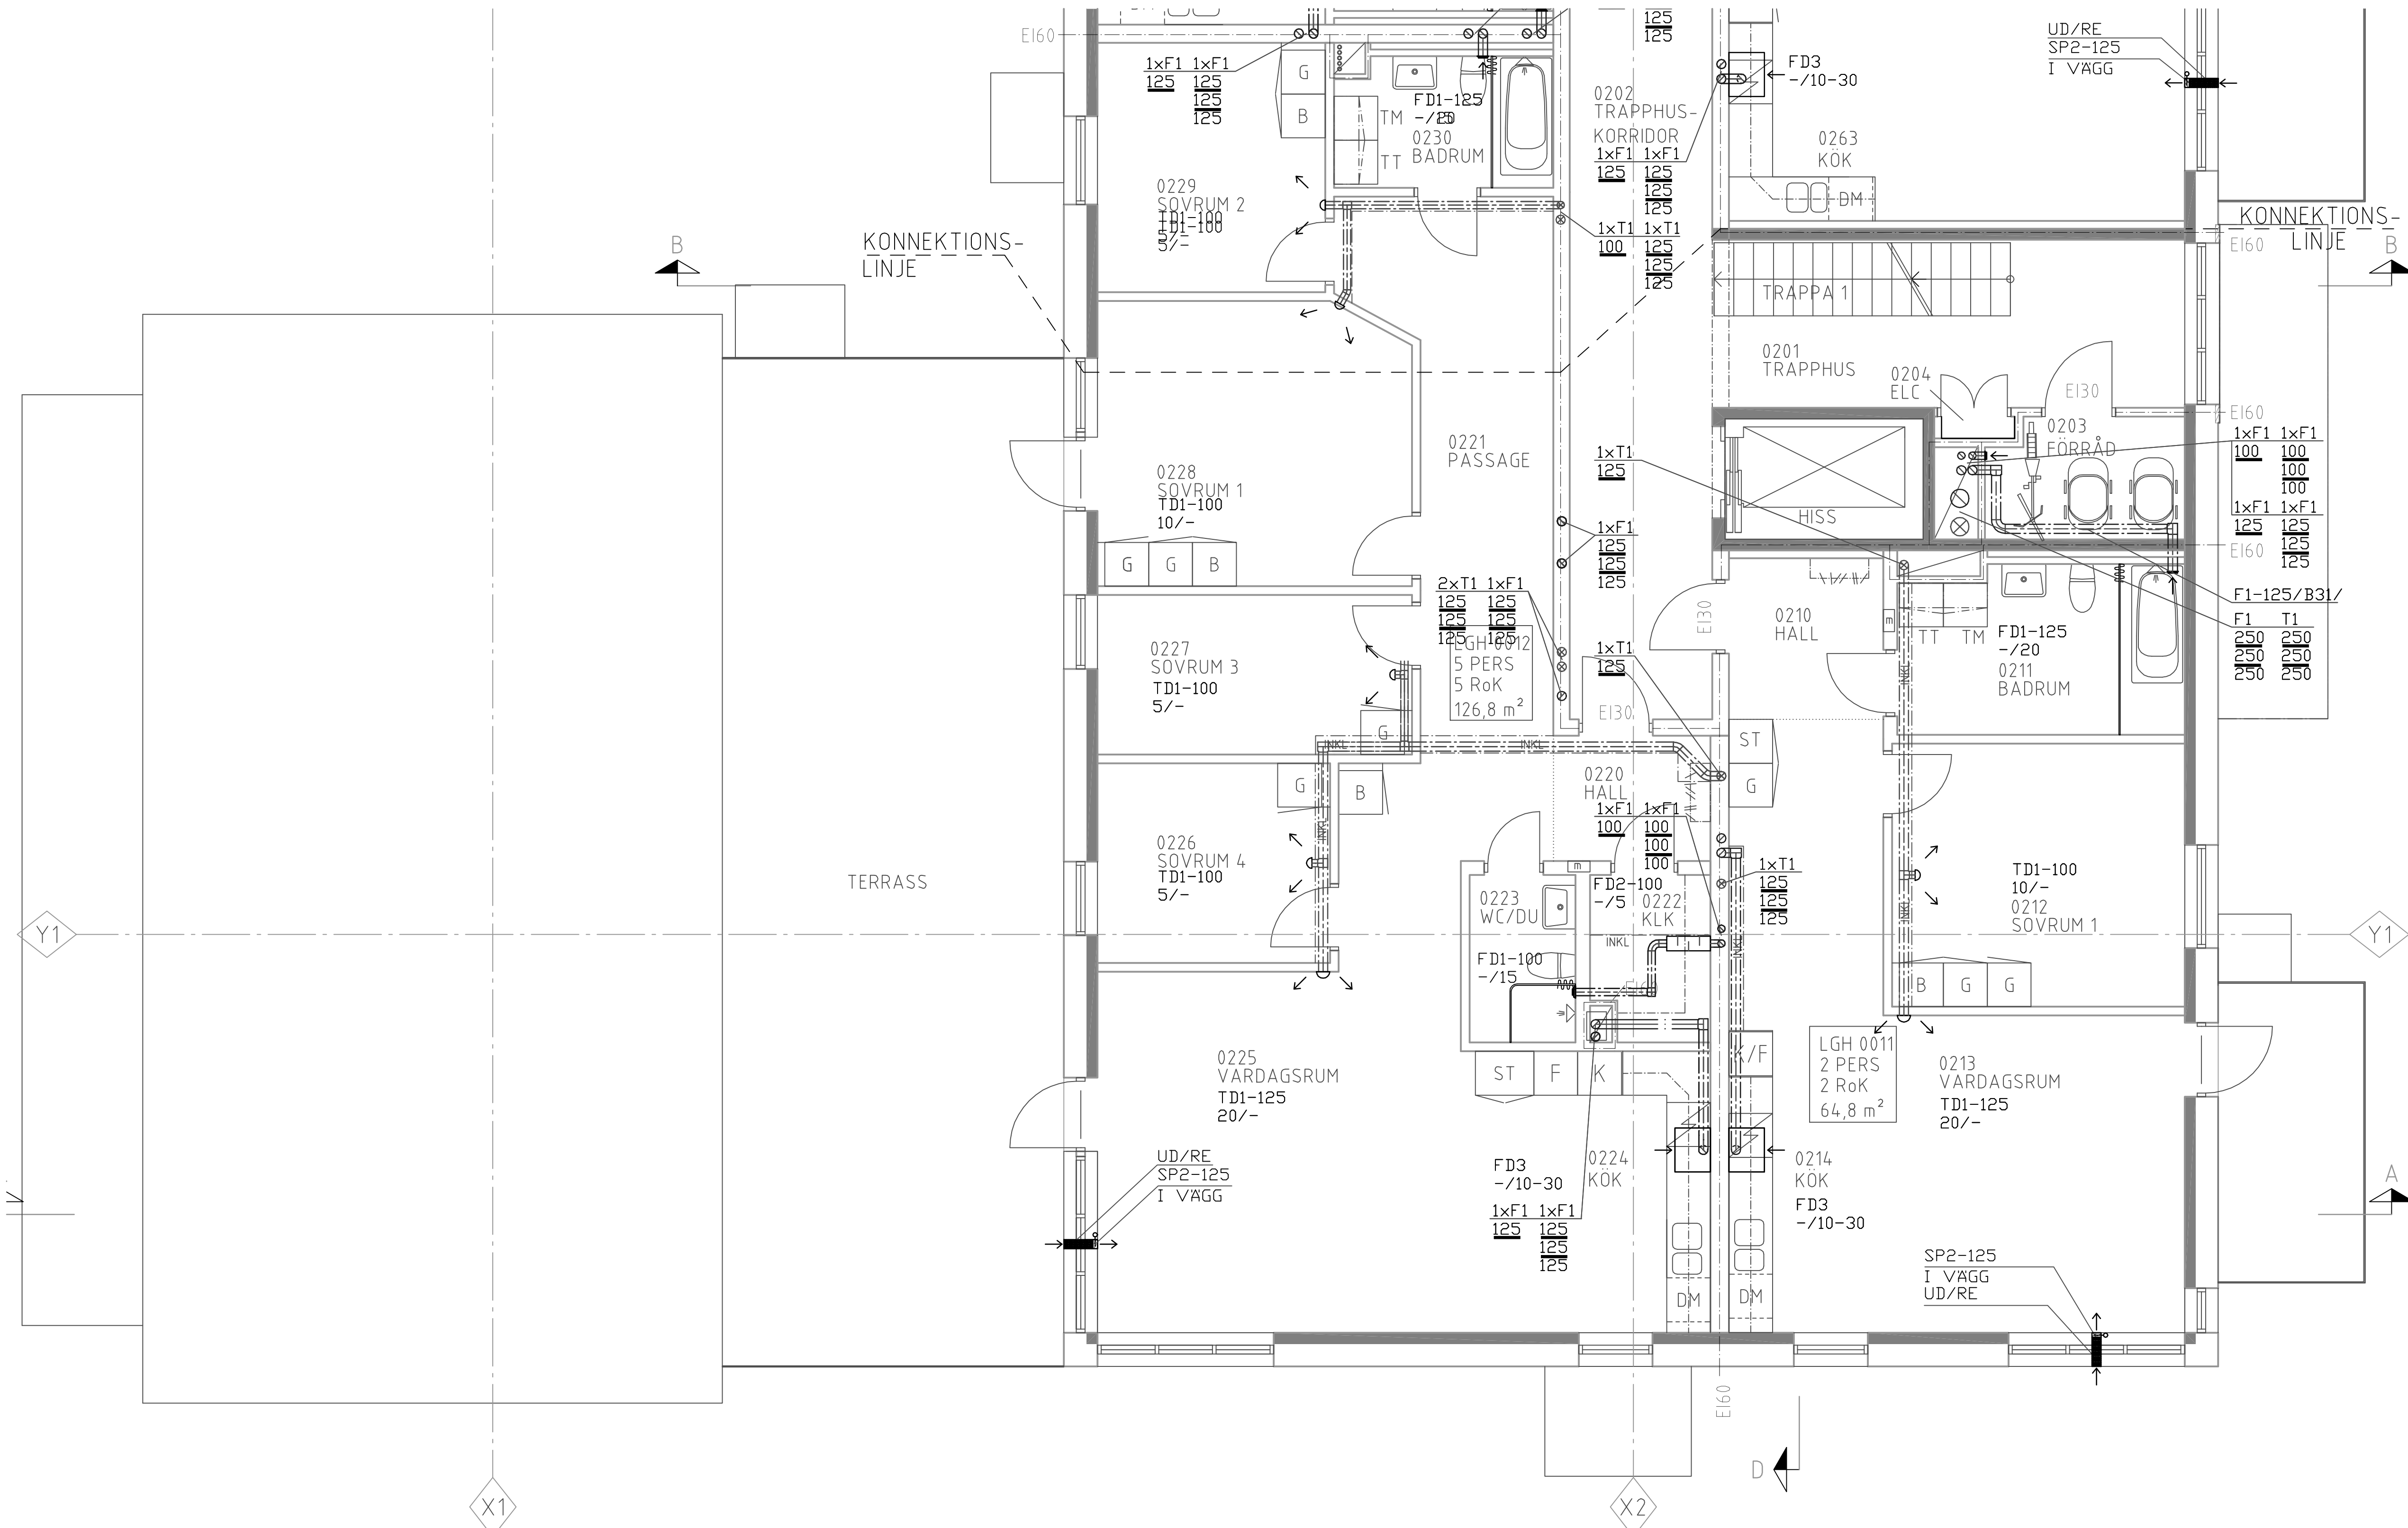 EI60
1xF1 1xF1
125 125
125
125
G
B
0229
SOVRUM 2
TD1-100
5/-
TM
TT
FD1-125
0230
BADRUM
125
125
0202
TRAPPHUS-
KORRIDOR
1xF1 1xF1
125 125
125
125
1xT1 1xT1
100 125
125
125
FD3
-/10-30
0263
KÖK
DM
UD/RE
SP2-125
I VÄGG
KONNEKTIONS-
LINJE
EI60
B
B
KONNEKTIONS-
LINJE
TRAPPA 1
0201
TRAPPHUS
0204
ELC
EI30
0203
FÖRRÅD
EI60
1xF1 1xF1
100 100
100
100
1xF1 1xF1
125 125
125
125
EI60
F1-125/B31/
F1 T1
250 250
250 250
250 250
HISS
0221
PASSAGE
1xT1
125
1xF1
125
125
125
2xT1 1xF1
125 125
125 125
125 125
LGH 0012
5 PERS
5 RoK
126,8 m²
1xT1
125
EI30
EI30
0228
SOVRUM 1
TD1-100
10/-
G G B
0227
SOVRUM 3
TD1-100
5/-
G
INKL
INKL
0210
HALL
m
TT TM
INKL
FD1-125
-/20
0211
BADRUM
ST
G
0220
HALL
1xF1 1xF1
100 100
100
100
G
B
INKL
0226
SOVRUM 4
TD1-100
5/-
TERRASS
m
0223
WC/DU
FD2-100
-/5
0222
KLK
INKL
FD1-100
-/15
1xT1
125
125
125
INKL
INKL
TD1-100
10/-
0212
SOVRUM 1
B G G
Y1
Y1
0225
VARDAGSRUM
TD1-125
20/-
ST F K
K/F
LGH 0011
2 PERS
2 RoK
64,8 m²
0213
VARDAGSRUM
TD1-125
20/-
UD/RE
SP2-125
I VÄGG
FD3
-/10-30
0224
KÖK
1xF1 1xF1
125 125
125
125
0214
KÖK
FD3
-/10-30
A
SP2-125
I VÄGG
UD/RE
DM
DM
EI60
D
X1
X2